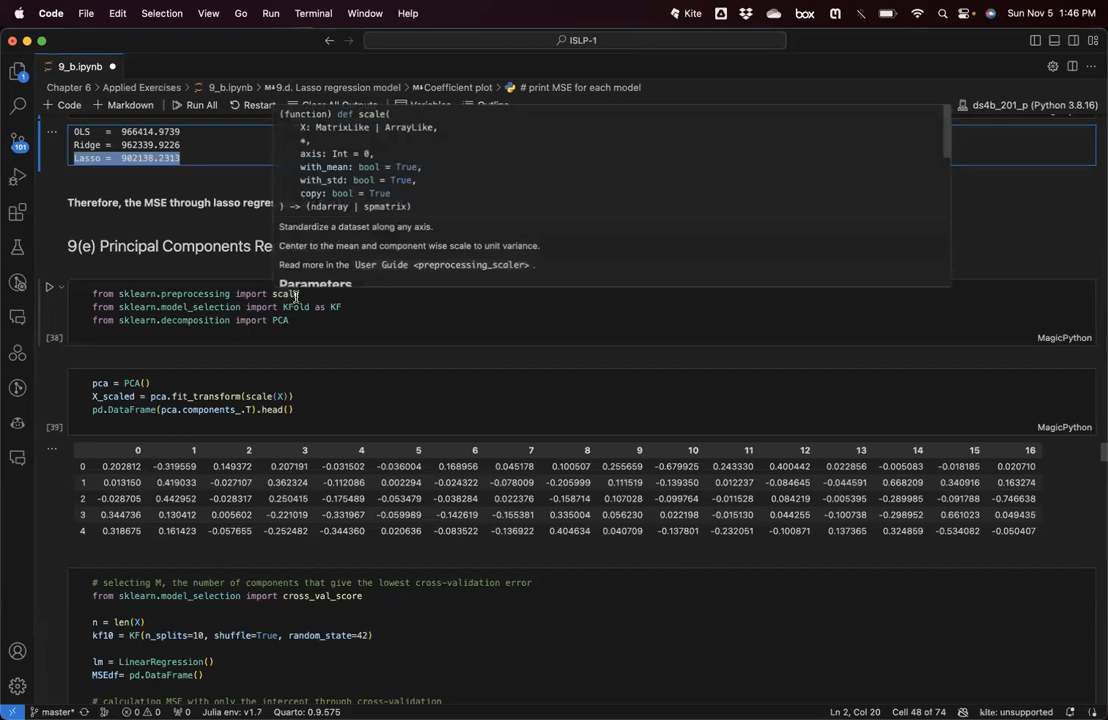 Code File Edit Selection View Go Run Terminal Window Help Kite box Sun Nov 5 1:46 PM
ISLP-1
9_b.ipynb
Chapter 6 > Applied Exercises > 9_b.ipynb > 9.d. Lasso regression model > Coefficient plot > # print MSE for each model
+ Code + Markdown Run All Restart Clear All Outputs Variables Outline ds4b_201_p (Python 3.8.16)
(function) def scale(
X: MatrixLike | ArrayLike,
*,
axis: Int = 0,
with_mean: bool = True,
with_std: bool = True,
copy: bool = True
) -> (ndarray | spmatrix)
Standardize a dataset along any axis.
Center to the mean and component wise scale to unit variance.
Read more in the User Guide <preprocessing_scaler> .
Parameters
OLS = 966414.9739
Ridge = 962339.9226
Lasso = 902138.2313
Therefore, the MSE through lasso regre
9(e) Principal Components Re
from sklearn.preprocessing import scale
from sklearn.model_selection import KFold as KF
from sklearn.decomposition import PCA
[38]
MagicPython
pca = PCA()
X_scaled = pca.fit_transform(scale(X))
pd.DataFrame(pca.components_.T).head()
[39]
MagicPython
0 1 2 3 4 5 6 7 8 9 10 11 12 13 14 15 16
0 0.202812 -0.319559 0.149372 0.207191 -0.031502 -0.036004 0.168956 0.045178 0.100507 0.255659 -0.679925 0.243330 0.400442 0.022856 -0.005083 -0.018185 0.020710
1 0.013150 0.419033 -0.027107 0.362324 -0.112086 0.002294 -0.024322 -0.078009 -0.205999 0.111519 -0.139350 0.012237 -0.084645 -0.044591 0.668209 0.340916 0.163274
2 -0.028705 0.442952 -0.028317 0.250415 -0.175489 -0.053479 -0.038284 0.022376 -0.158714 0.107028 -0.099764 -0.011528 0.084219 -0.005395 -0.289985 -0.091788 -0.746638
3 0.344736 0.130412 0.005602 -0.221019 -0.331967 -0.059989 -0.142619 -0.155381 0.335004 0.056230 0.022198 -0.015130 0.044255 -0.100738 -0.298952 0.661023 0.049435
4 0.318675 0.161423 -0.057655 -0.252482 -0.344360 0.020636 -0.083522 -0.136922 0.404634 0.040709 -0.137801 -0.232051 -0.100871 0.137365 0.324859 -0.534082 -0.050407
# selecting M, the number of components that give the lowest cross-validation error
from sklearn.model_selection import cross_val_score
n = len(X)
kf10 = KF(n_splits=10, shuffle=True, random_state=42)
lm = LinearRegression()
MSEdf= pd.DataFrame()
# calculating MSE with only the intercept through cross-validation
master* 0 0 0 Julia env: v1.7 Quarto: 0.9.575 Ln 2, Col 20 Cell 48 of 74 kite: unsupported
1
101